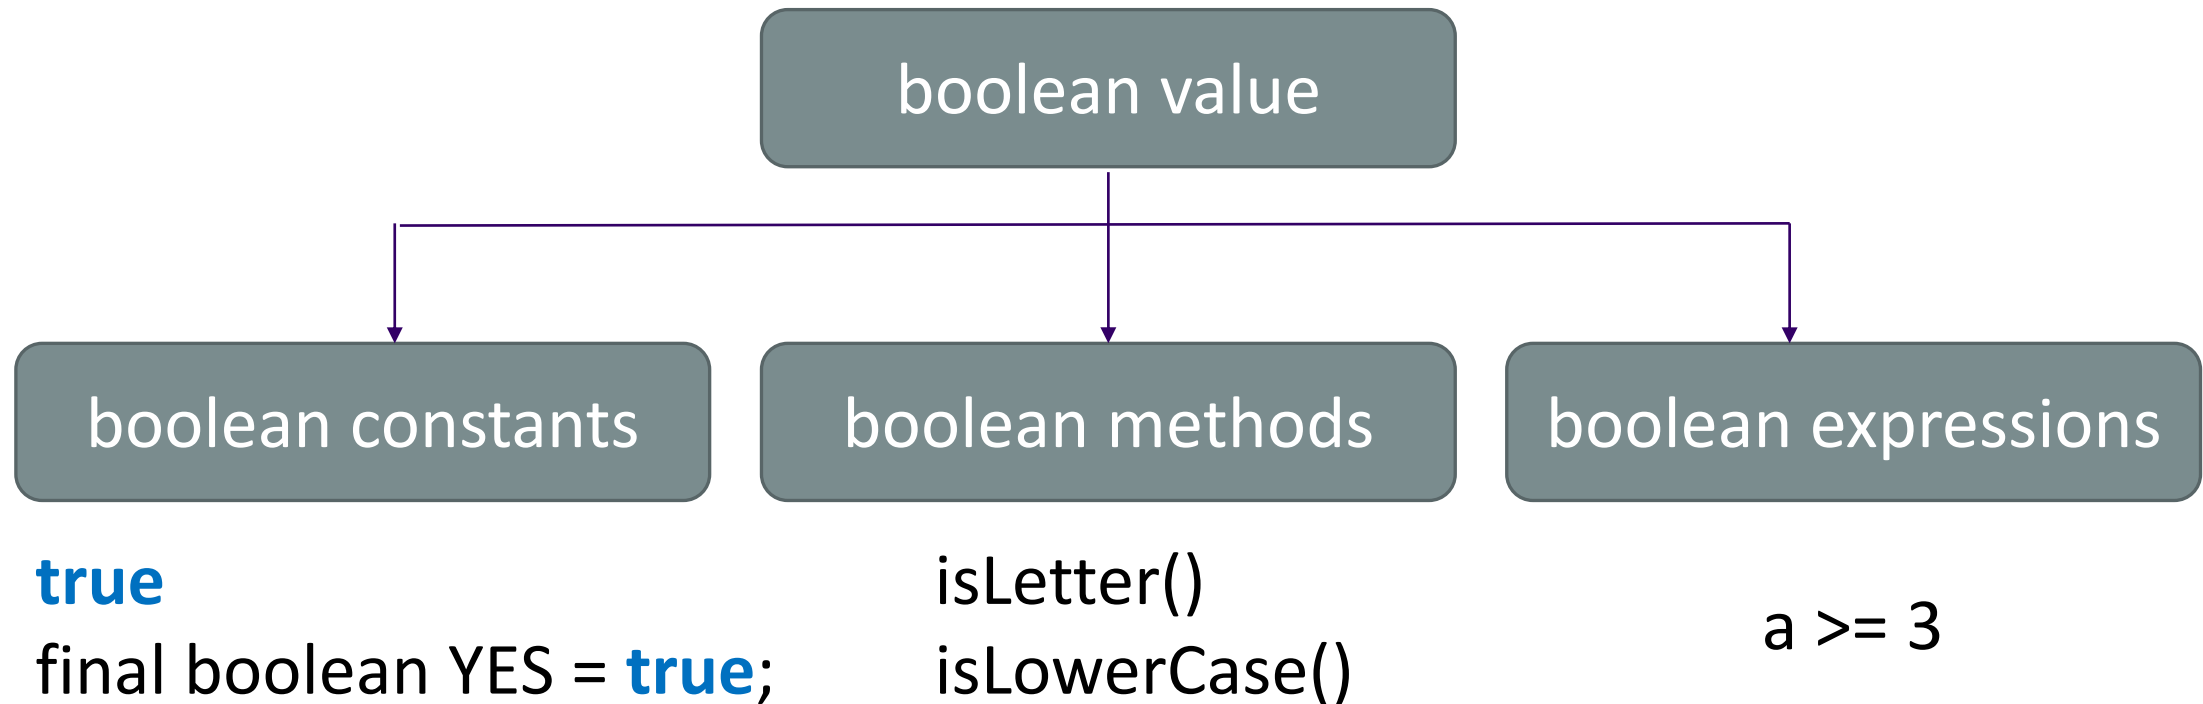 boolean value
boolean constants
boolean methods
boolean expressions
true
final boolean YES = true;
isLetter()
isLowerCase()
a >= 3